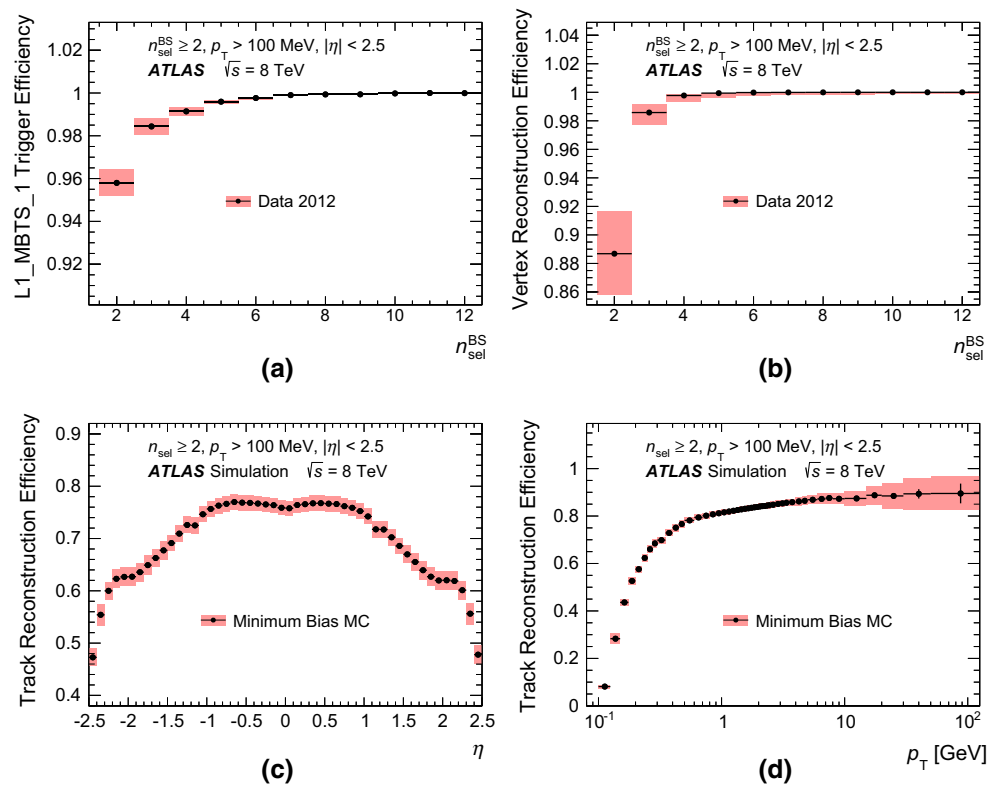 L1_MBTS_1 Trigger Efficiency
n_sel^BS ≥ 2, p_T > 100 MeV, |η| < 2.5
ATLAS √s = 8 TeV
Data 2012
1.02
1
0.98
0.96
0.94
0.92
2 4 6 8 10 12
n_sel^BS
(a)
Vertex Reconstruction Efficiency
n_sel^BS ≥ 2, p_T > 100 MeV, |η| < 2.5
ATLAS √s = 8 TeV
Data 2012
1.04
1.02
1
0.98
0.96
0.94
0.92
0.9
0.88
0.86
2 4 6 8 10 12
n_sel^BS
(b)
Track Reconstruction Efficiency
n_sel ≥ 2, p_T > 100 MeV, |η| < 2.5
ATLAS Simulation √s = 8 TeV
Minimum Bias MC
0.9
0.8
0.7
0.6
0.5
0.4
-2.5 -2 -1.5 -1 -0.5 0 0.5 1 1.5 2 2.5
η
(c)
Track Reconstruction Efficiency
n_sel ≥ 2, p_T > 100 MeV, |η| < 2.5
ATLAS Simulation √s = 8 TeV
Minimum Bias MC
1
0.8
0.6
0.4
0.2
0
10⁻¹ 1 10 10²
p_T [GeV]
(d)